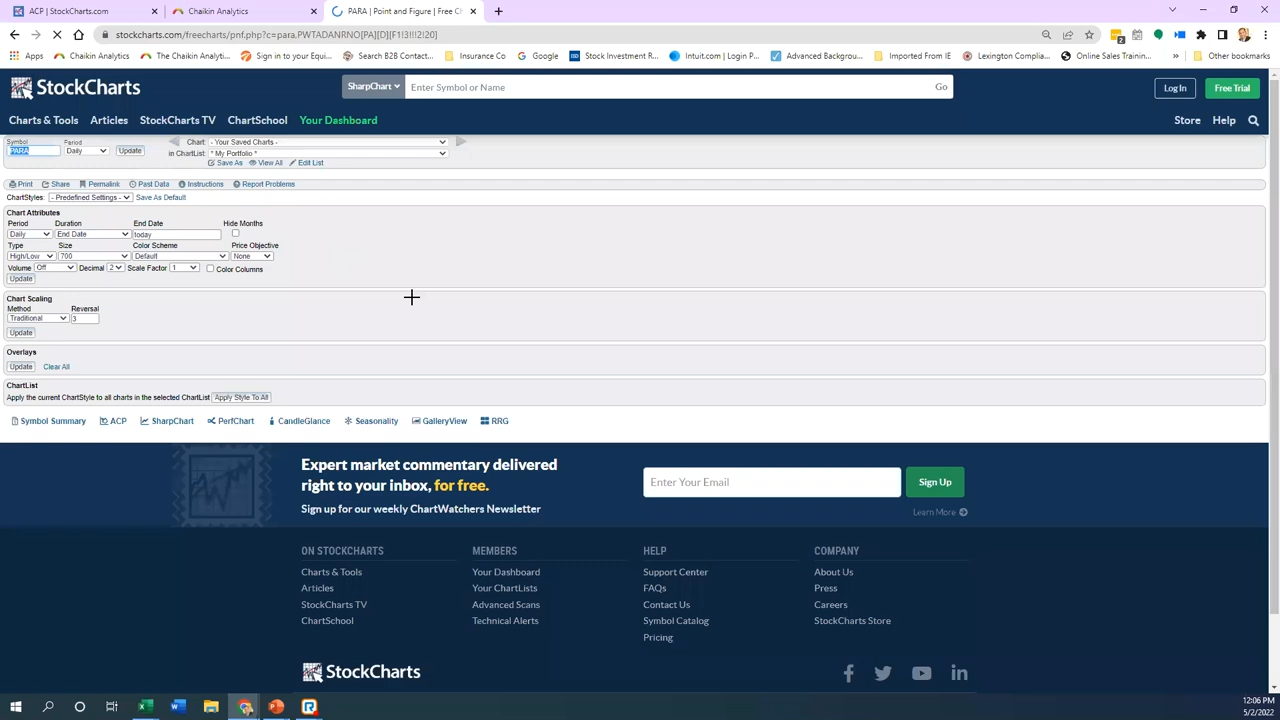 ACP | StockCharts.com
Chaikin Analytics
PARA | Point and Figure | Free C
stockcharts.com/freecharts/pnf.php?c=para,PWTADANRNO[PA][D][F1!3!!!2!20]
Apps
Chaikin Analytics
The Chaikin Analyti...
Search B2B Contact...
Insurance Co
Google
Stock Investment R...
Intuit.com | Login P...
Advanced Backgrou...
Imported From IE
Lexington Complian...
Online Sales Training...
»
Other bookmarks
StockCharts
SharpChart
Enter Symbol or Name
Go
Log In
Free Trial
Charts & Tools
Articles
StockCharts TV
ChartSchool
Your Dashboard
Store
Help
Symbol
Period
Chart:
- Your Saved Charts -
PARA
Daily
Update
in ChartList:
* My Portfolio *
Save As
View All
Edit List
Print
Share
Permalink
Past Data
Instructions
Report Problems
ChartStyles:
- Predefined Settings -
Save As Default
Chart Attributes
Period
Duration
End Date
Hide Months
Daily
End Date
today
Type
Size
Color Scheme
Price Objective
High/Low
700
Default
None
Volume
Off
Decimal
2
Scale Factor
1
Color Columns
Update
Chart Scaling
Method
Reversal
Traditional
3
Update
Overlays
Update
Clear All
ChartList
Apply the current ChartStyle to all charts in the selected ChartList
Apply Style To All
Symbol Summary
ACP
SharpChart
PerfChart
CandleGlance
Seasonality
GalleryView
RRG
Expert market commentary delivered
right to your inbox, for free.
Sign up for our weekly ChartWatchers Newsletter
Enter Your Email
Sign Up
Learn More
ON STOCKCHARTS
Charts & Tools
Articles
StockCharts TV
ChartSchool
MEMBERS
Your Dashboard
Your ChartLists
Advanced Scans
Technical Alerts
HELP
Support Center
FAQs
Contact Us
Symbol Catalog
Pricing
COMPANY
About Us
Press
Careers
StockCharts Store
StockCharts
12:06 PM
5/2/2022